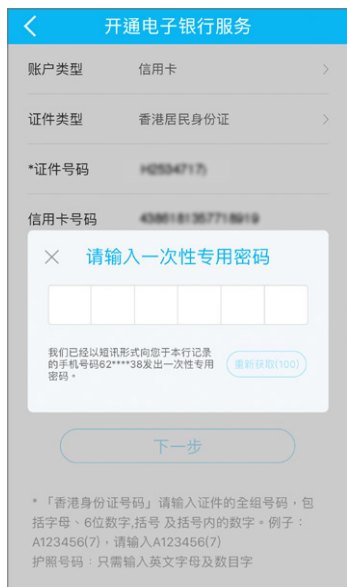 开通电子银行服务
账户类型 信用卡
证件类型 香港居民身份证
*证件号码
信用卡号码
请输入一次性专用密码
我们已经以短讯形式向您于本行记录
的手机号码62****38发出一次性专用
密码。
重新获取(100)
下一步
* 「香港身份证号码」请输入证件的全组号码，包
括字母、6位数字,括号 及括号内的数字。例子：
A123456(7)，请输入A123456(7)
护照号码：只需输入英文字母及数目字